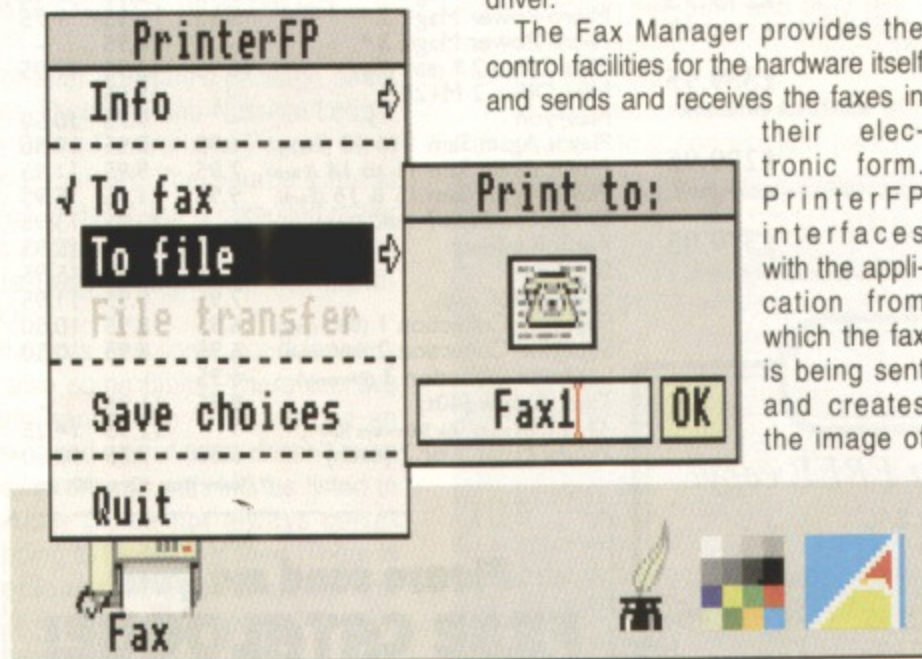 driver.
The Fax Manager provides the
control facilities for the hardware itself
and sends and receives the faxes in
their elec-
tronic form.
PrinterFP
interfaces
with the appli-
cation from
which the fax
is being sent
and creates
the image of
PrinterFP
Info
√ To fax
To file
File transfer
Save choices
Quit
Print to:
Fax1
OK
Fax